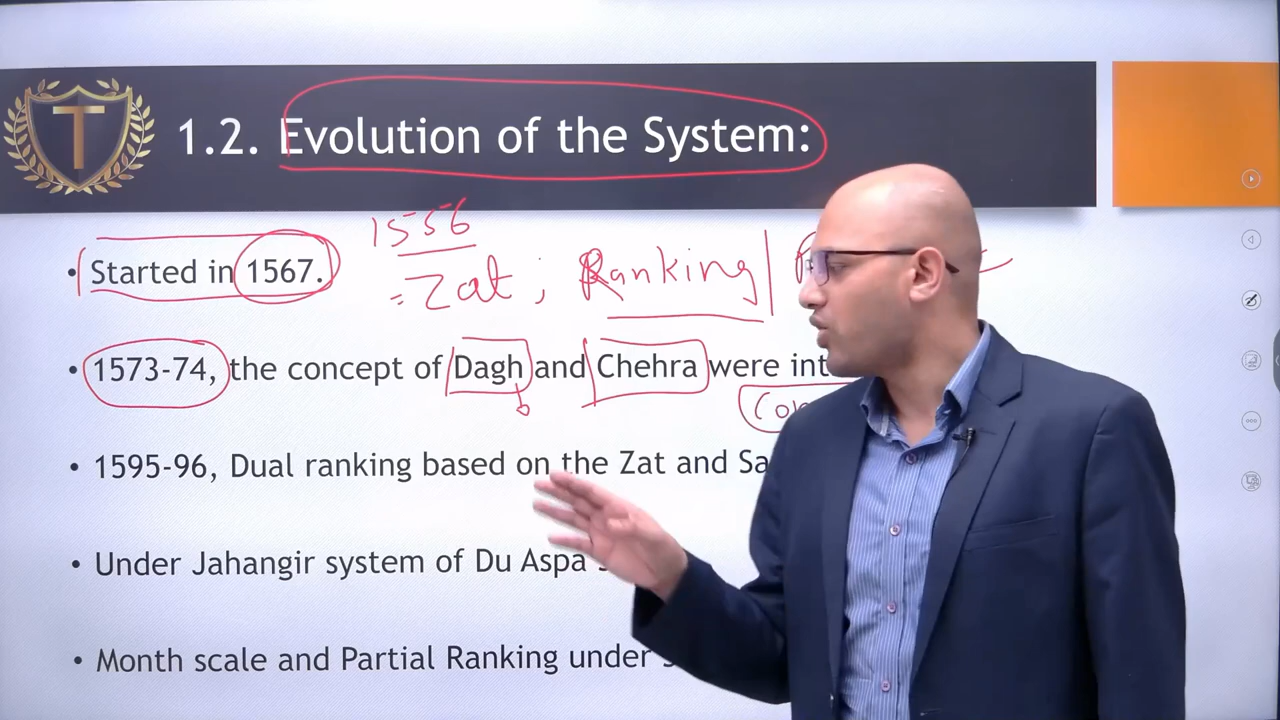 T
1.2. Evolution of the System:
1556
• Started in 1567.
Zat ; Ranking
• 1573-74, the concept of Dagh and Chehra were int
• 1595-96, Dual ranking based on the Zat and Sa
• Under Jahangir system of Du Aspa
• Month scale and Partial Ranking under